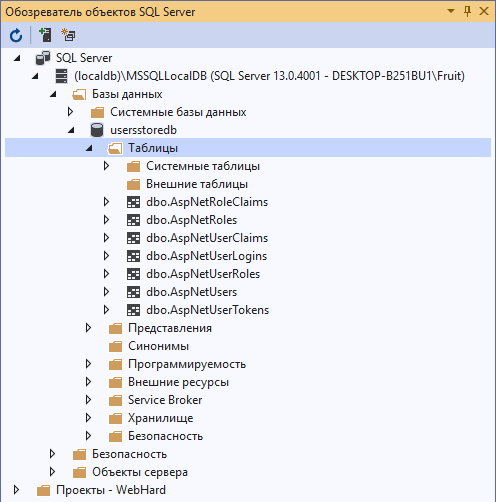 Обозреватель объектов SQL Server
SQL Server
(localdb)\MSSQLLocalDB (SQL Server 13.0.4001 - DESKTOP-B251BU1\Fruit)
Базы данных
Системные базы данных
usersstoredb
Таблицы
Системные таблицы
Внешние таблицы
dbo.AspNetRoleClaims
dbo.AspNetRoles
dbo.AspNetUserClaims
dbo.AspNetUserLogins
dbo.AspNetUserRoles
dbo.AspNetUsers
dbo.AspNetUserTokens
Представления
Синонимы
Программируемость
Внешние ресурсы
Service Broker
Хранилище
Безопасность
Безопасность
Объекты сервера
Проекты - WebHard